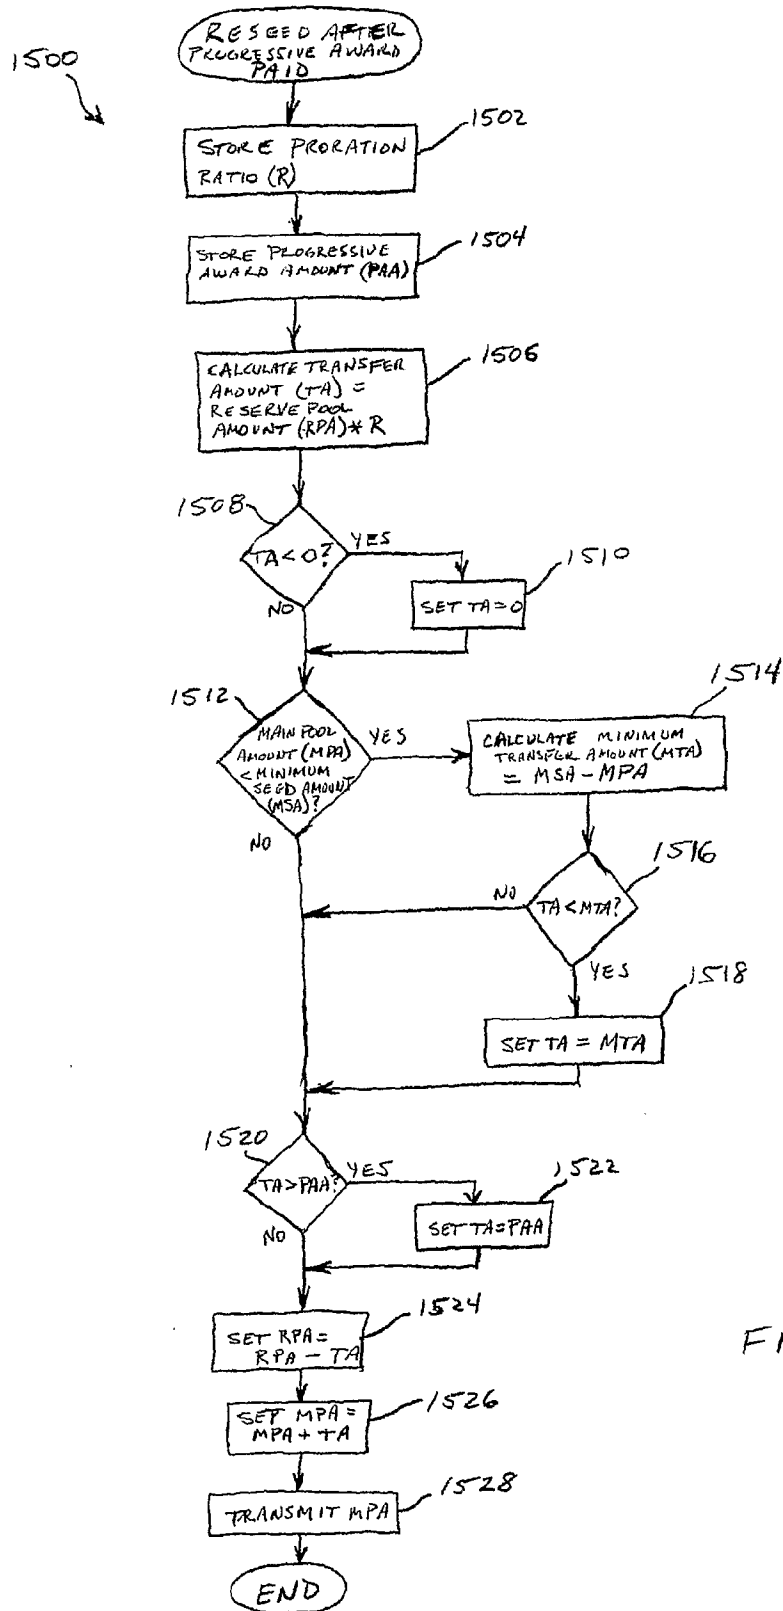 1500
RESEED AFTER
PROGRESSIVE AWARD
PAID
1502
STORE PRORATION
RATIO (R)
1504
STORE PROGRESSIVE
AWARD AMOUNT (PAA)
1506
CALCULATE TRANSFER
AMOUNT (TA) =
RESERVE POOL
AMOUNT (RPA) * R
1508
TA < 0?
YES
NO
1510
SET TA = 0
1512
MAIN POOL
AMOUNT (MPA)
< MINIMUM
SEED AMOUNT
(MSA)?
YES
NO
1514
CALCULATE MINIMUM
TRANSFER AMOUNT (MTA)
= MSA - MPA
1516
TA < MTA?
NO
YES
1518
SET TA = MTA
1520
TA > PAA?
YES
NO
1522
SET TA = PAA
1524
SET RPA =
RPA - TA
1526
SET MPA =
MPA + TA
1528
TRANSMIT MPA
END